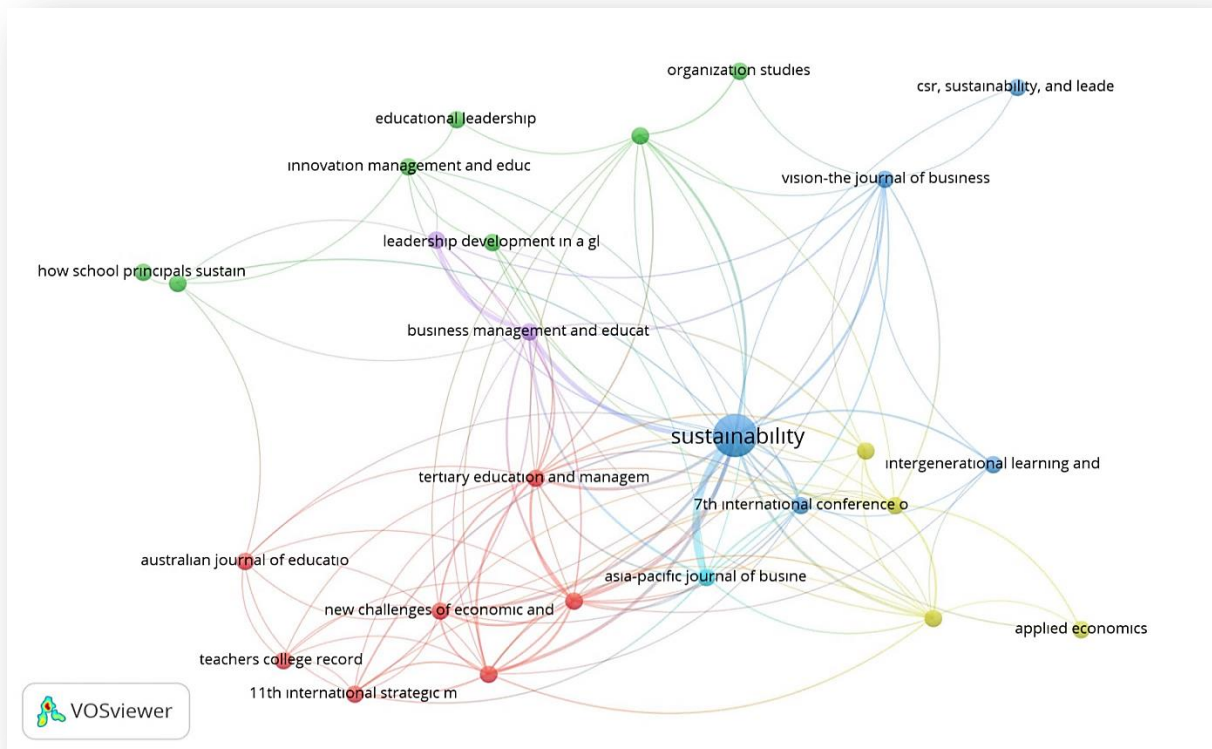 organization studies
csr, sustainability, and leade
educational leadership
innovation management and educ
vision-the journal of business
leadership development in a gl
how school principals sustain
business management and educat
sustainability
intergenerational learning and
tertiary education and managem
7th international conference o
australian journal of educatio
asia-pacific journal of busine
new challenges of economic and
applied economics
teachers college record
11th international strategic m
VOSviewer